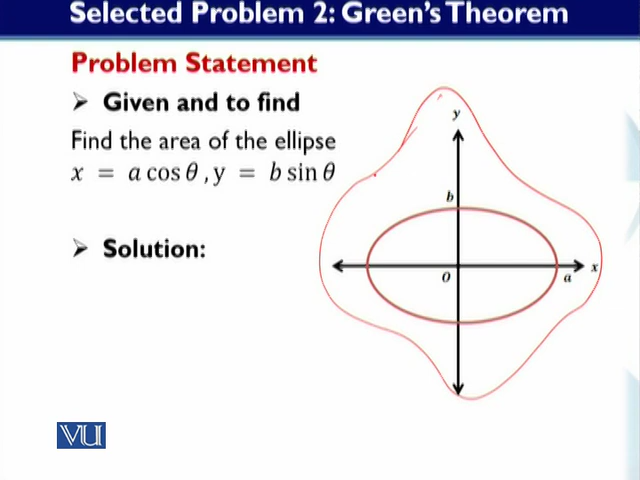 Selected Problem 2: Green's Theorem
Problem Statement
➢ Given and to find
Find the area of the ellipse
x = a cos θ , y = b sin θ
➢ Solution:
y
b
x
O
a
VU